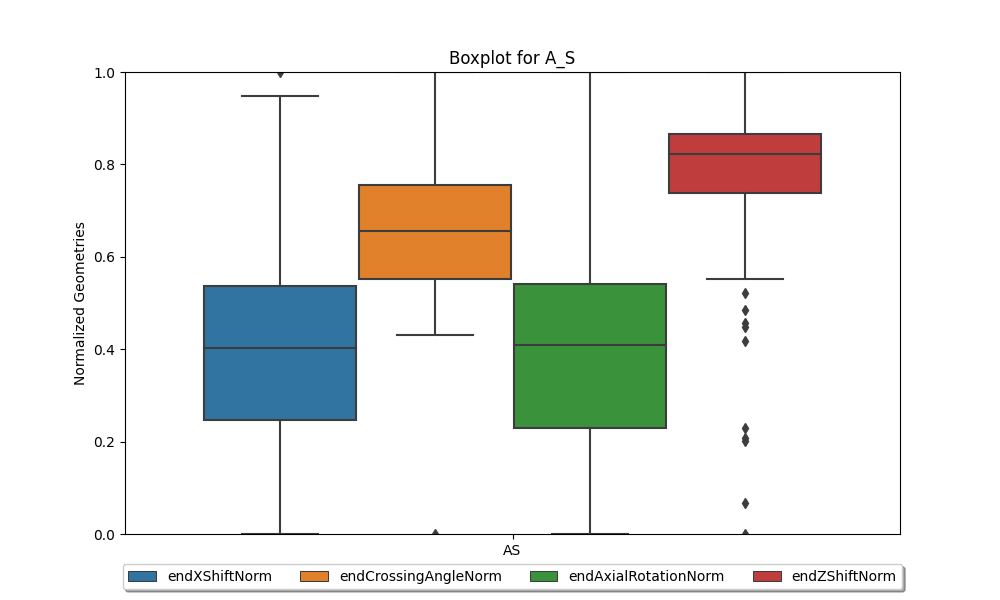 Boxplot for A_S
1.0
0.8
0.6
0.4
0.2
0.0
Normalized Geometries
AS
endXShiftNorm endCrossingAngleNorm endAxialRotationNorm endZShiftNorm